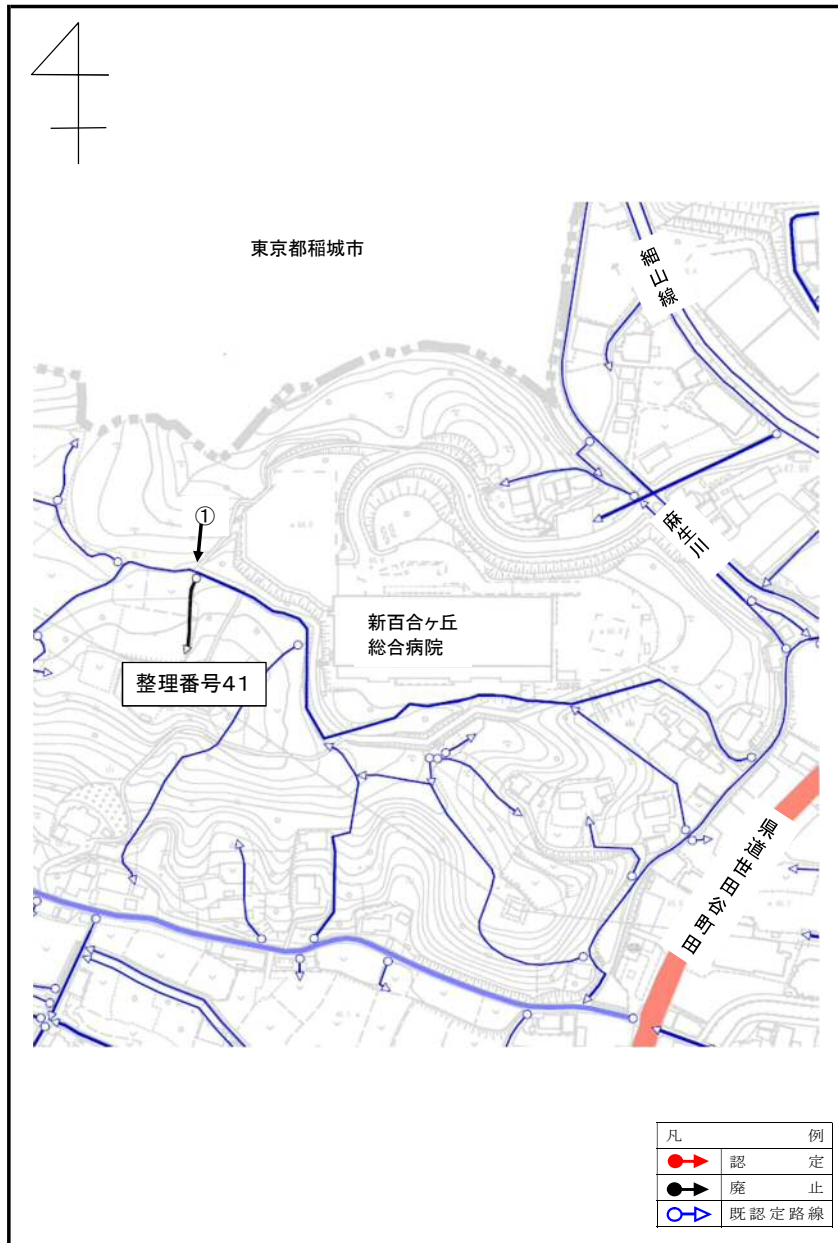 東京都稲城市
細山線
①
麻生川
新百合ヶ丘
総合病院
整理番号41
県道世田谷町田
凡例
認定
廃止
既認定路線